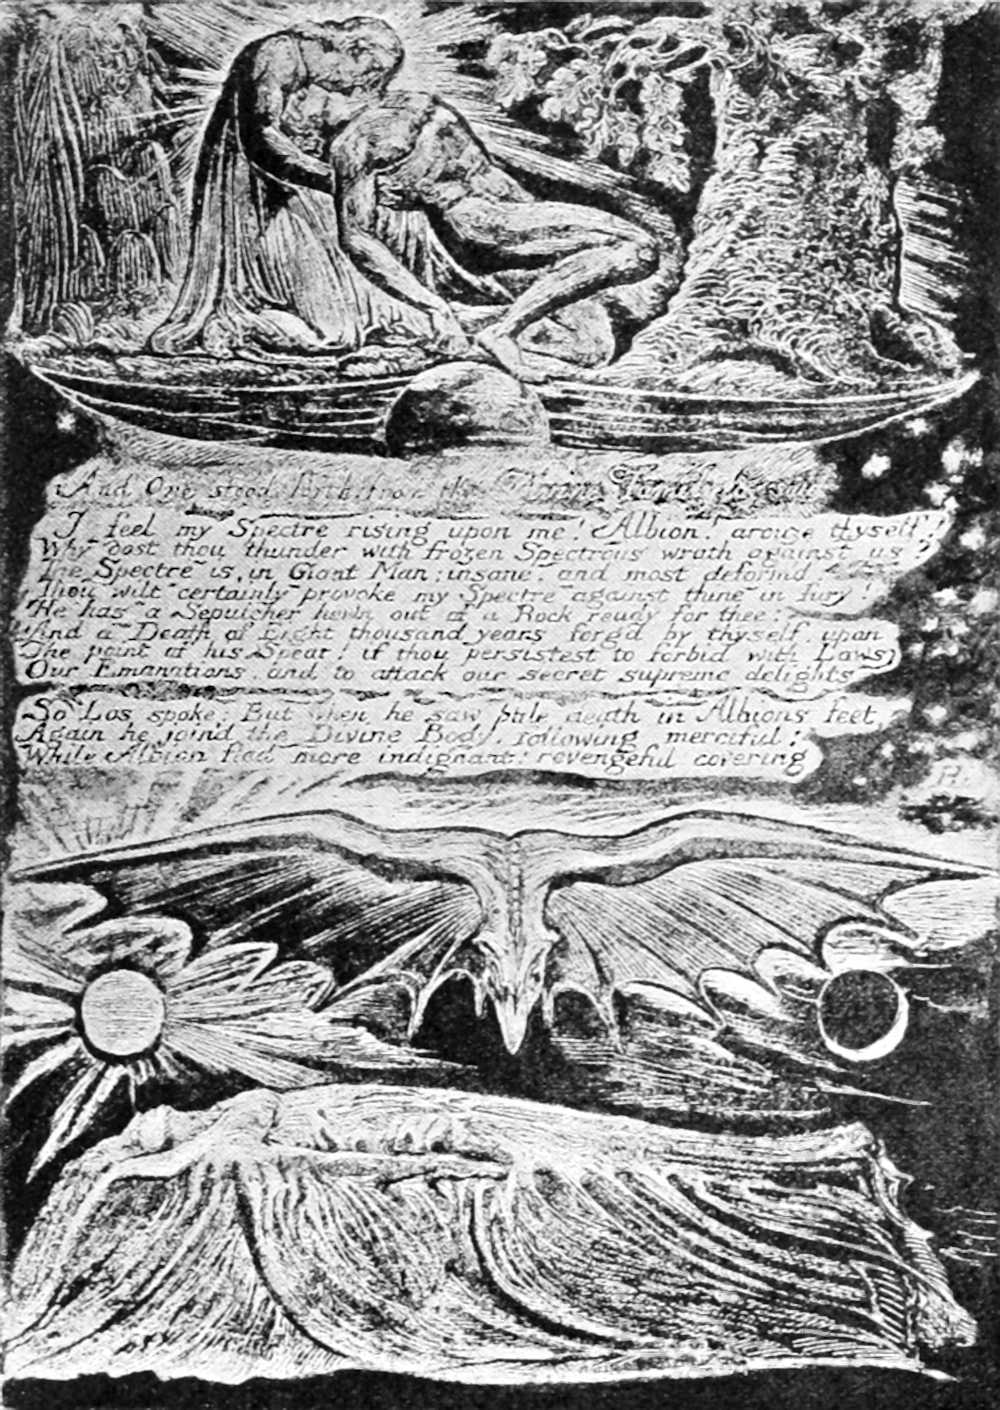 And One stood forth from the Divine Family &
I feel my Spectre rising upon me! Albion! arouze thyself!
Why dost thou thunder with frozen Spectrous wrath against us?
The Spectre is, in Giant Man; insane, and most deform'd.
Thou wilt certainly provoke my Spectre against thine in fury!
He has a Sepulcher hewn out of a Rock ready for thee:
And a Death of Eight thousand years forg'd by thyself, upon
The point of his Spear! if thou persistest to forbid with Laws
Our Emanations, and to attack our secret supreme delights
So Los spoke: But when he saw death in Albions feet,
Again he join'd the Divine Body, following merciful;
While Albion fled more indignant: revengeful covering